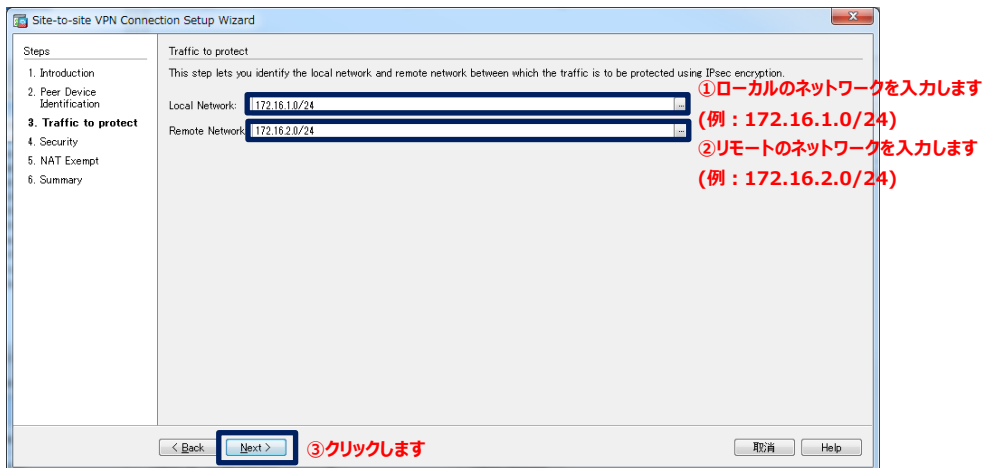 Site-to-site VPN Connection Setup Wizard
Steps
1. Introduction
2. Peer Device
Identification
3. Traffic to protect
4. Security
5. NAT Exempt
6. Summary
Traffic to protect
This step lets you identify the local network and remote network between which the traffic is to be protected using IPsec encryption.
Local Network: 172.16.1.0/24 ...
Remote Network 172.16.2.0/24 ...
①ローカルのネットワークを入力します
(例：172.16.1.0/24)
②リモートのネットワークを入力します
(例：172.16.2.0/24)
< Back Next > ③クリックします 取消 Help